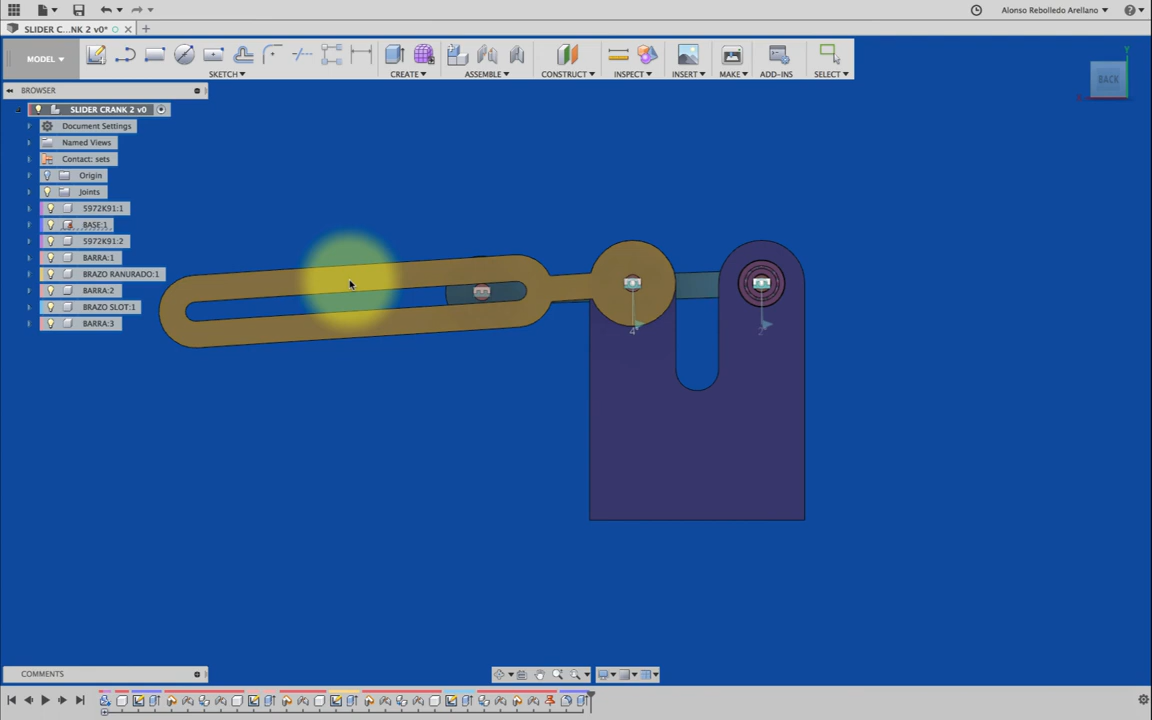 Alonso Rebolledo Arellano
SLIDER C...NK 2 v0*
MODEL
SKETCH
CREATE
ASSEMBLE
CONSTRUCT
INSPECT
INSERT
MAKE
ADD-INS
SELECT
BROWSER
SLIDER CRANK 2 v0
Document Settings
Named Views
Contact: sets
Origin
Joints
5972K91:1
BASE:1
5972K91:2
BARRA:1
BRAZO RANURADO:1
BARRA:2
BRAZO SLOT:1
BARRA:3
BACK
Y
4
2
COMMENTS